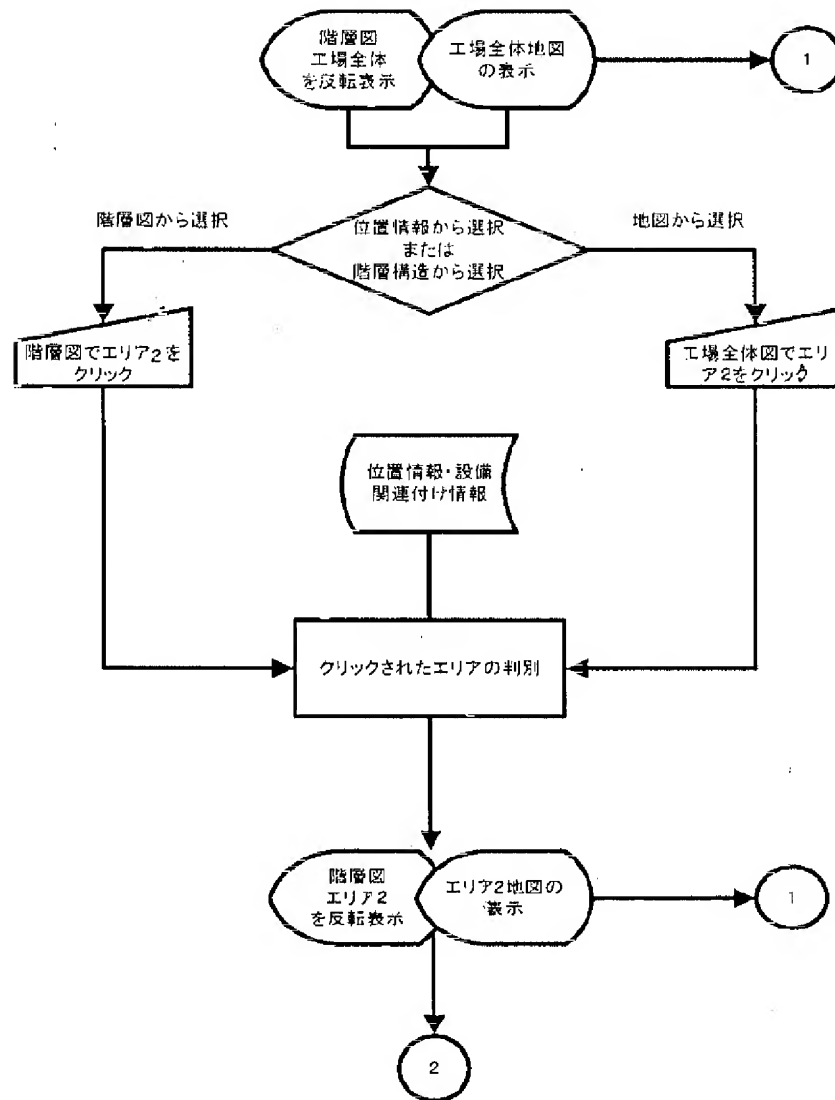 階層図
工場全体
を反転表示
工場全体地図
の表示
1
階層図から選択
位置情報から選択
または
階層構造から選択
地図から選択
階層図でエリア2を
クリック
工場全体図でエリ
ア2をクリック
位置情報・設備
関連付け情報
クリックされたエリアの判別
階層図
エリア2
を反転表示
エリア2地図の
表示
1
2